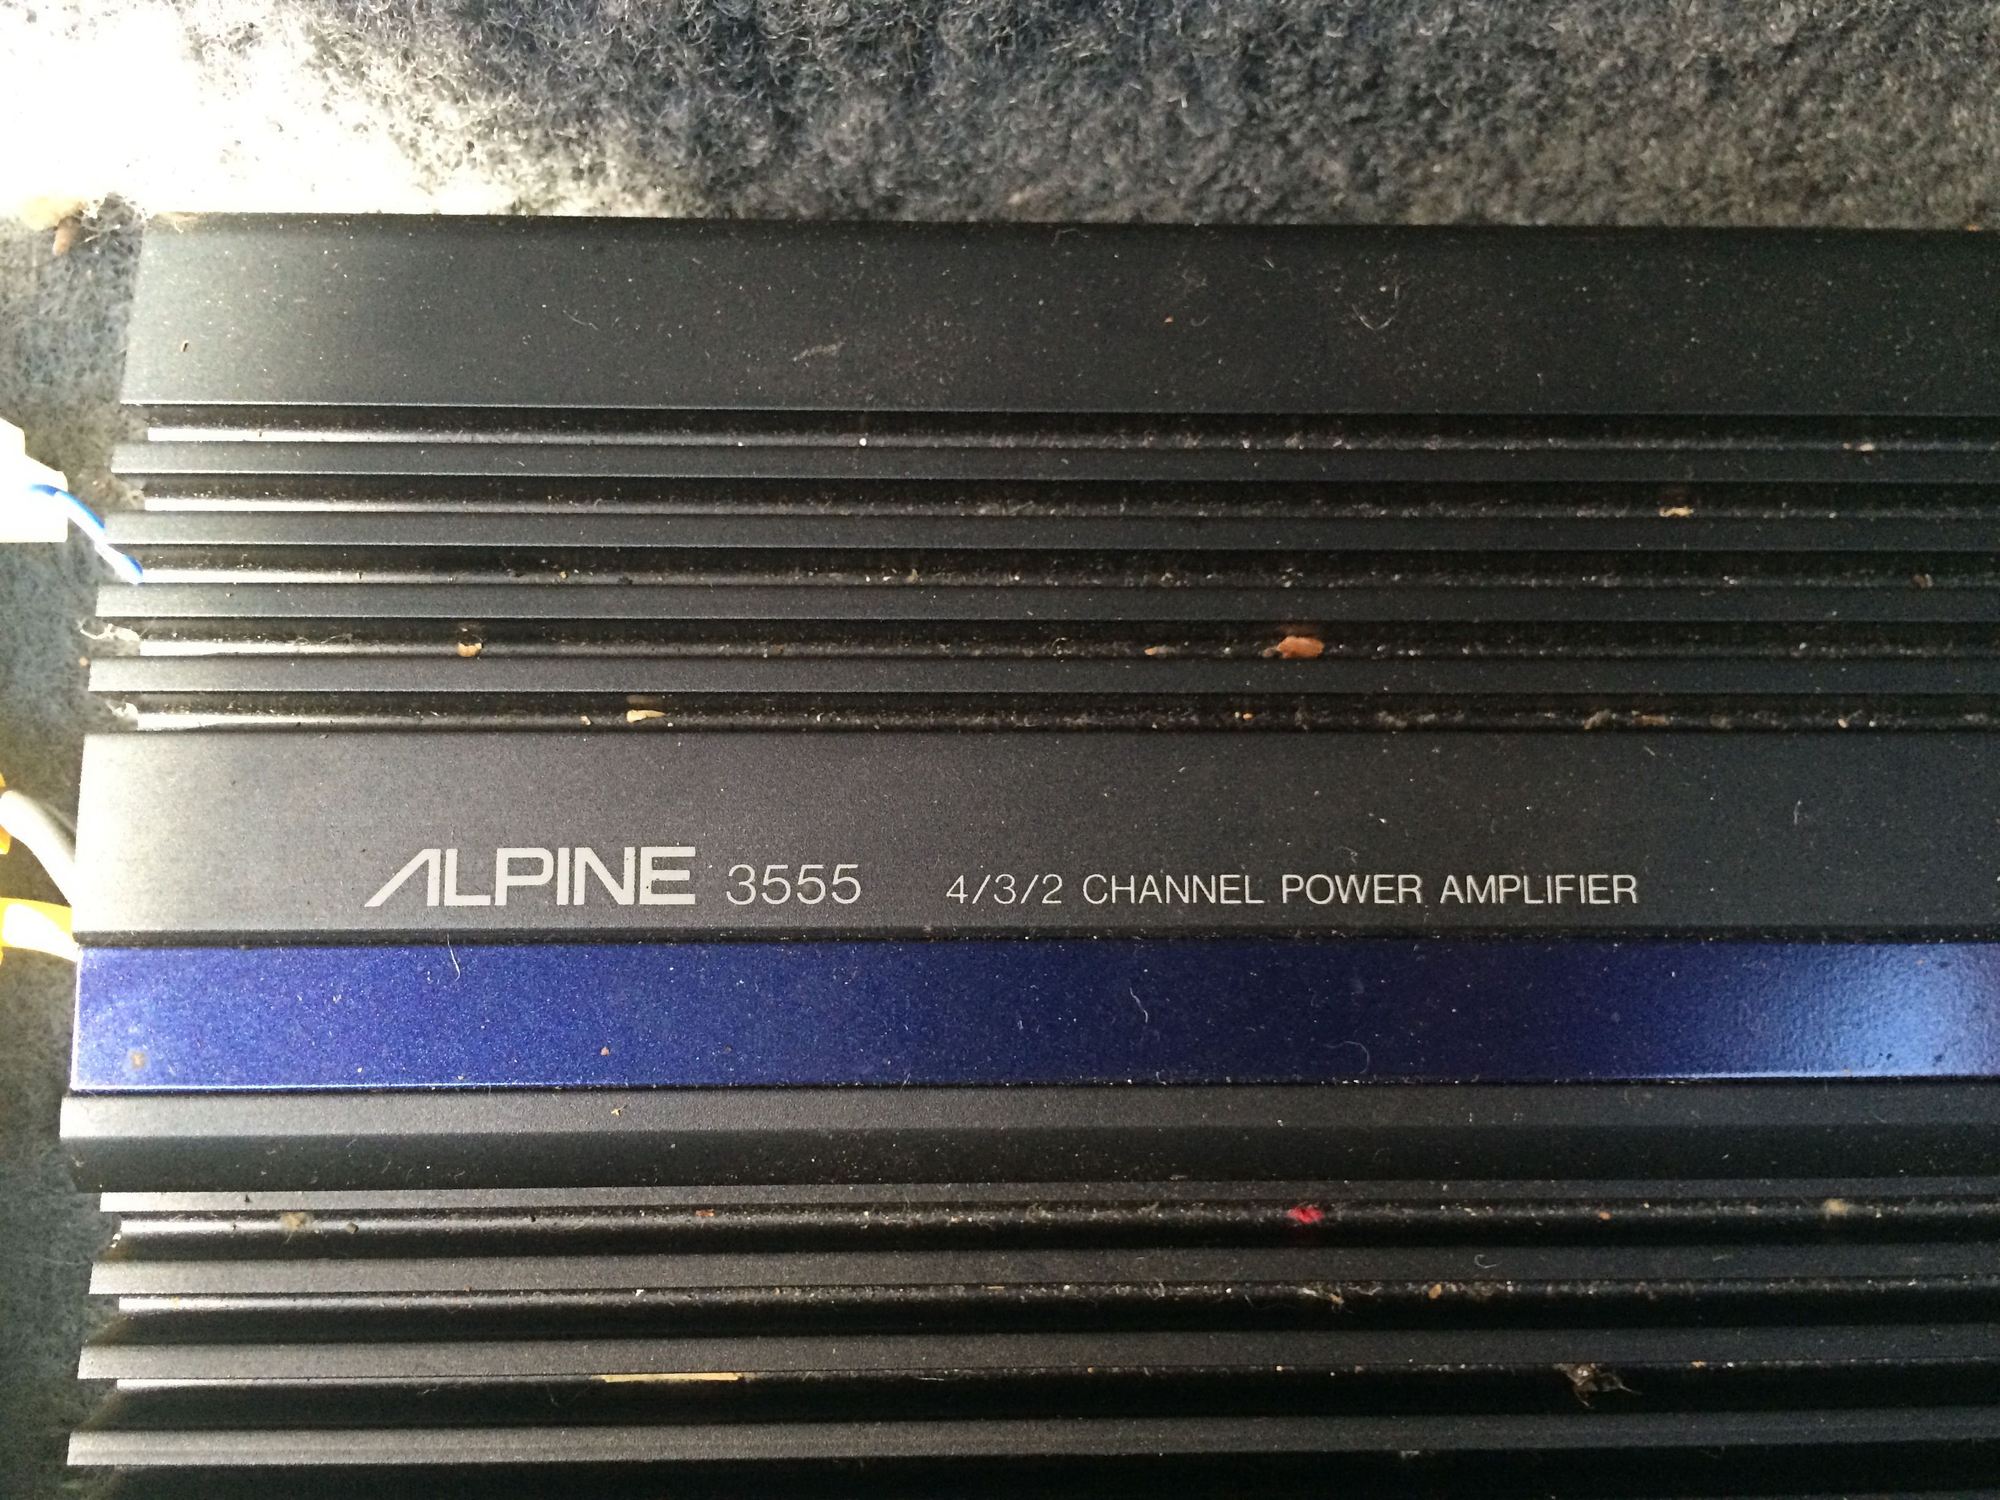 ALPINE 3555 4/3/2 CHANNEL POWER AMPLIFIER